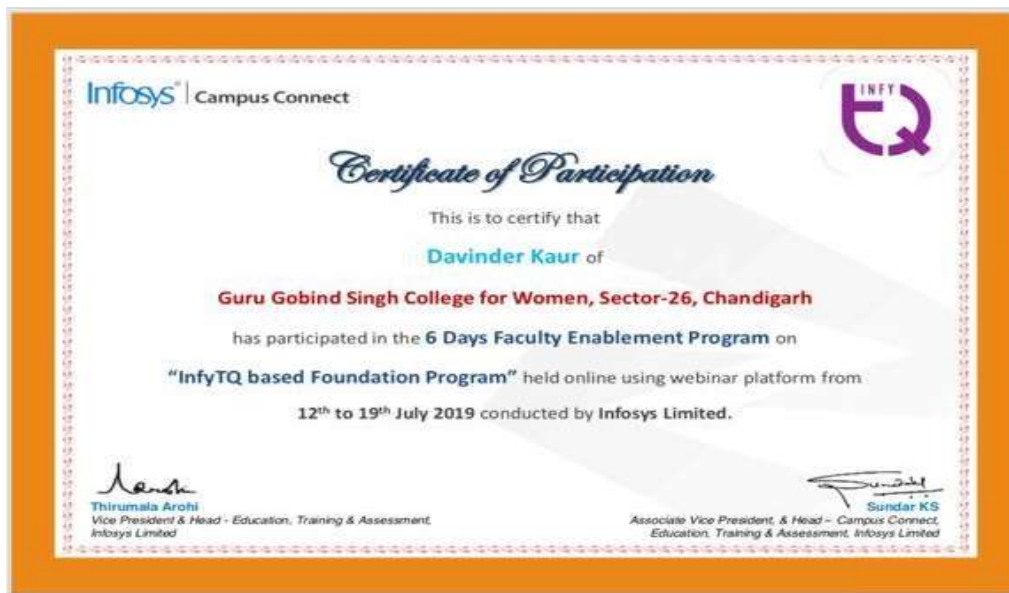 Infosys® | Campus Connect
INFY
TQ
Certificate of Participation
This is to certify that
Davinder Kaur of
Guru Gobind Singh College for Women, Sector-26, Chandigarh
has participated in the 6 Days Faculty Enablement Program on
“InfyTQ based Foundation Program” held online using webinar platform from
12th to 19th July 2019 conducted by Infosys Limited.
Thirumala Arohi
Vice President & Head - Education, Training & Assessment,
Infosys Limited
Sundar KS
Associate Vice President, & Head – Campus Connect,
Education, Training & Assessment, Infosys Limited